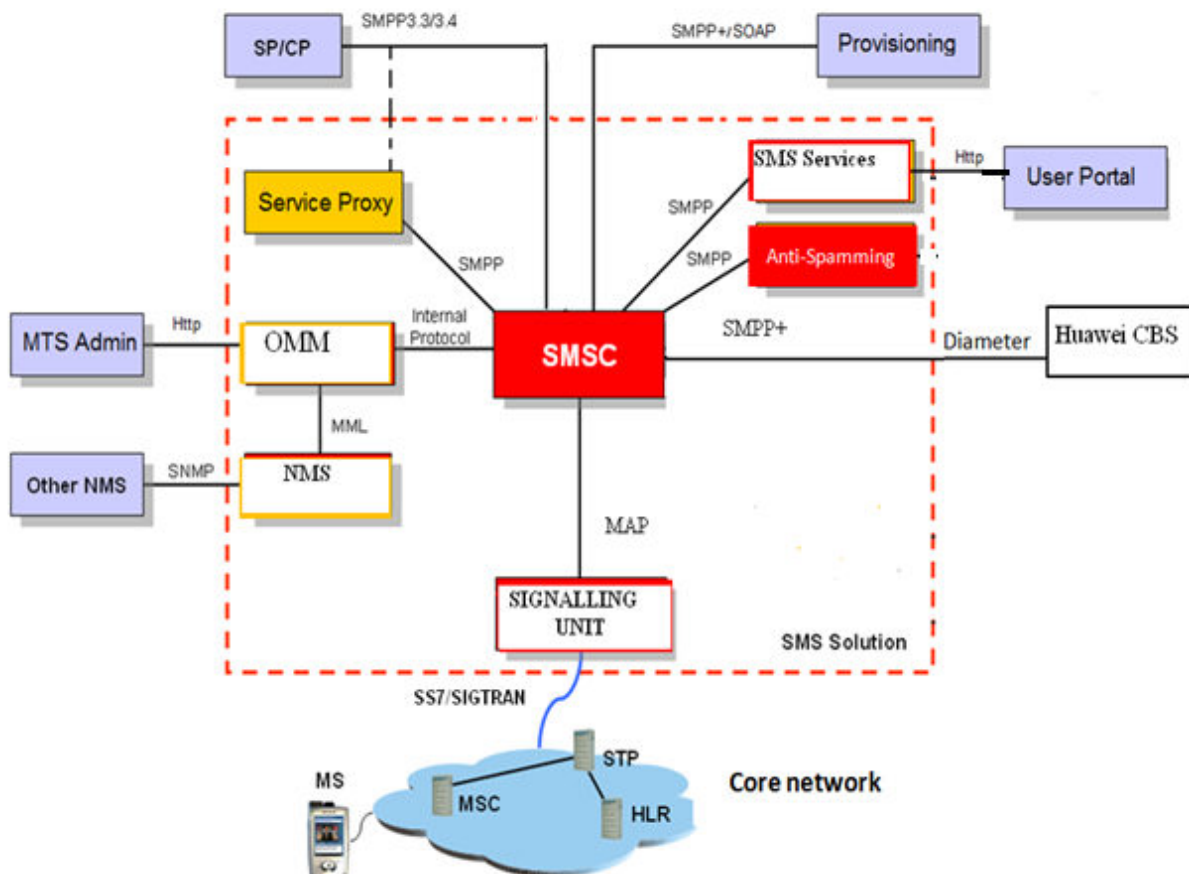 SMPP3.3/3.4
SP/CP
SMPP+/SOAP
Provisioning
SMS Services
Http
User Portal
Service Proxy
SMPP
SMPP
SMPP
Anti-Spamming
MTS Admin
Http
OMM
Internal
Protocol
SMSC
SMPP+
Diameter
Huawei CBS
MML
Other NMS
SNMP
NMS
MAP
SIGNALLING
UNIT
SMS Solution
SS7/SIGTRAN
STP
Core network
MS
MSC
HLR